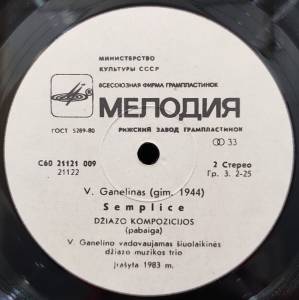 МИНИСТЕРСТВО
КУЛЬТУРЫ СССР
ВСЕСОЮЗНАЯ ФИРМА ГРАМПЛАСТИНОК
МЕЛОДИЯ
ГОСТ 5289-80 РИЖСКИЙ ЗАВОД ГРАМПЛАСТИНОК 33
С60 21121 009
21122
2 Стерео
Гр. 3. 2-25
V. Ganelinas (gim. 1944)
Semplice
DŽIAZO KOMPOZICIJOS
(pabaiga)
V. Ganelino vadovaujamas šiuolaikinės
džiazo muzikos trio
Įrašyta 1983 m.